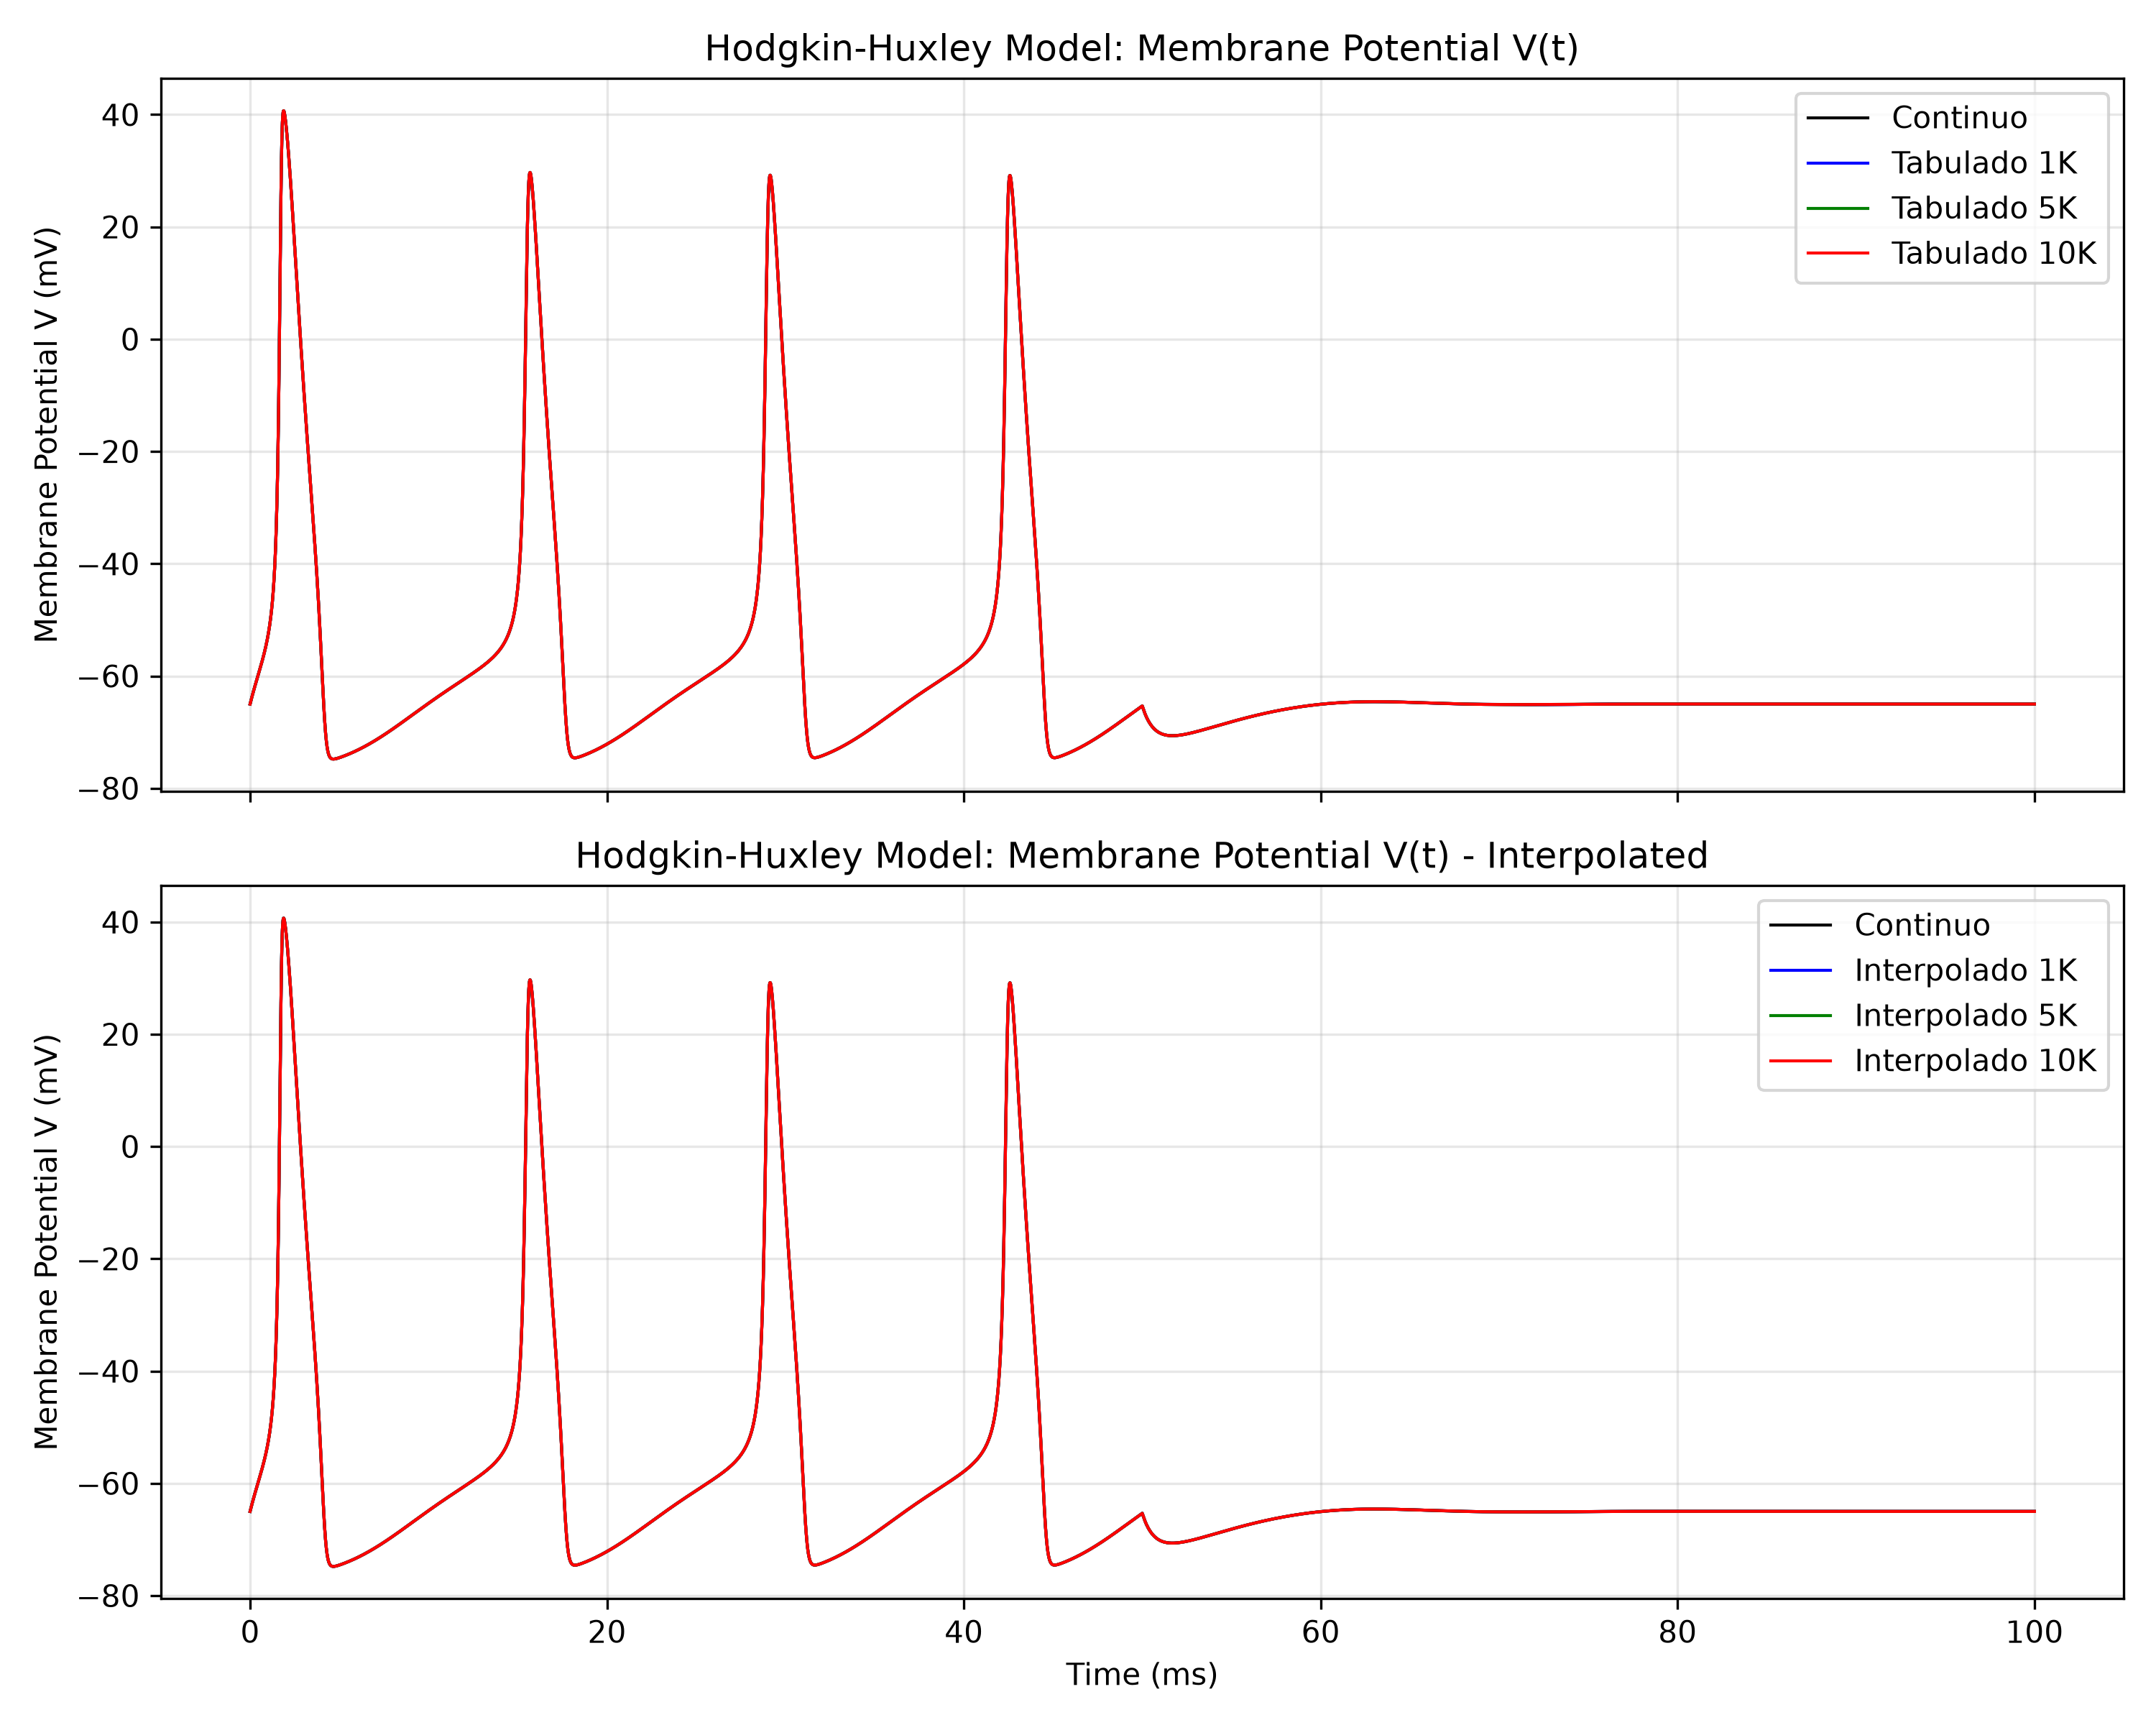 Hodgkin-Huxley Model: Membrane Potential V(t)
Membrane Potential V (mV)
40
20
0
−20
−40
−60
−80
Continuo
Tabulado 1K
Tabulado 5K
Tabulado 10K
Hodgkin-Huxley Model: Membrane Potential V(t) - Interpolated
Membrane Potential V (mV)
40
20
0
−20
−40
−60
−80
Continuo
Interpolado 1K
Interpolado 5K
Interpolado 10K
0 20 40 60 80 100
Time (ms)